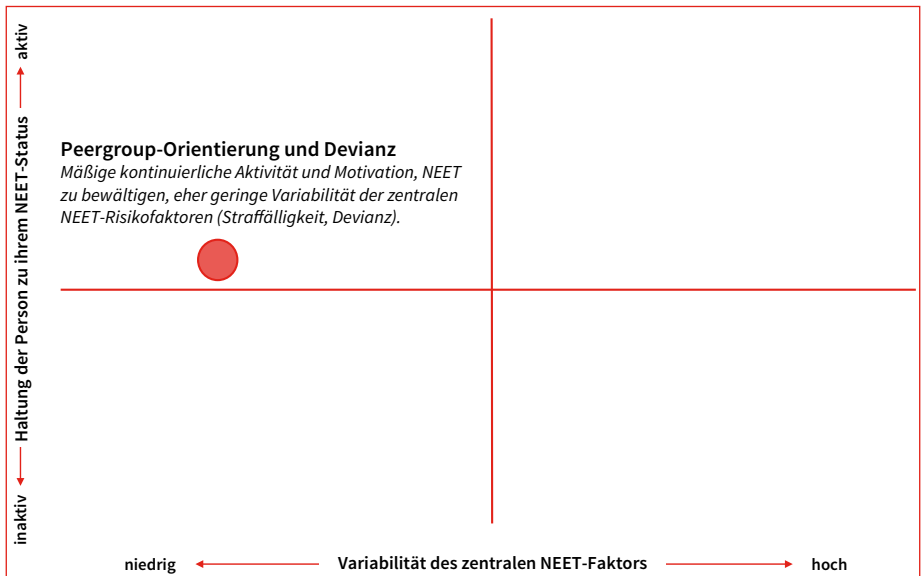 aktiv
Haltung der Person zu ihrem NEET-Status
inaktiv
Peergroup-Orientierung und Devianz
Mäßige kontinuierliche Aktivität und Motivation, NEET
zu bewältigen, eher geringe Variabilität der zentralen
NEET-Risikofaktoren (Straffälligkeit, Devianz).
niedrig
Variabilität des zentralen NEET-Faktors
hoch